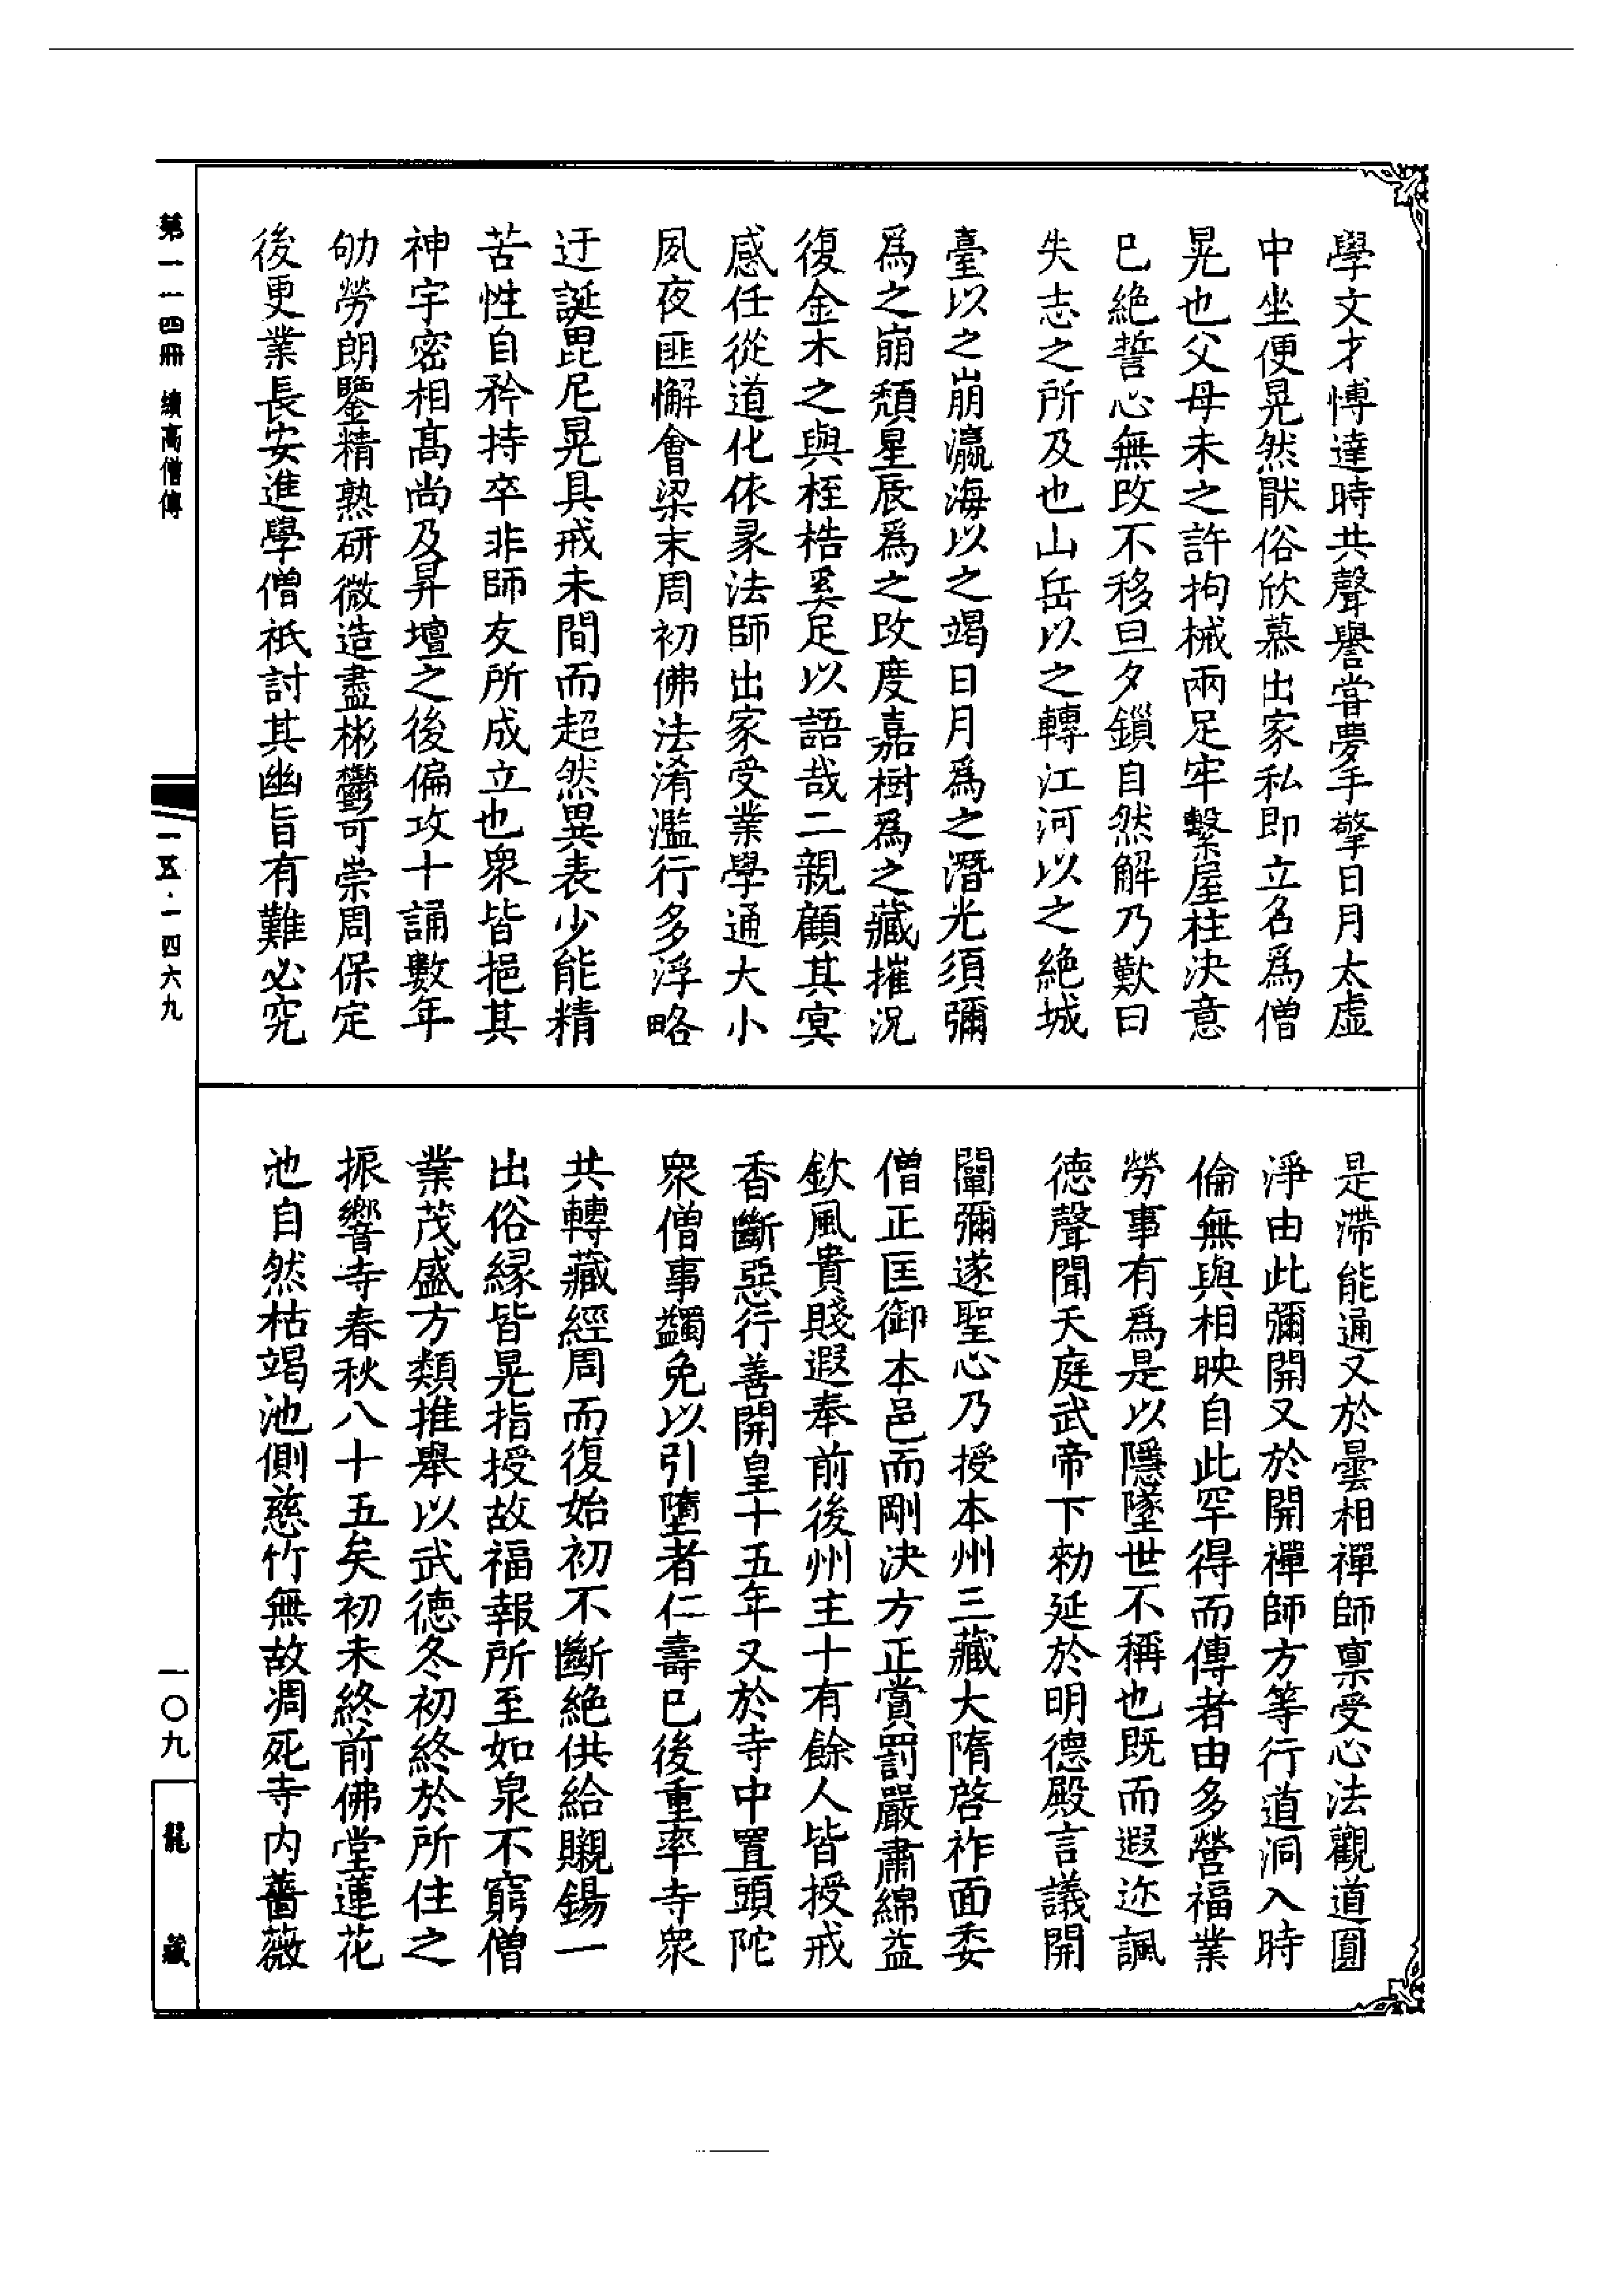 學文才愽達時共聲譽甞夢手擎日月太虛
中坐便晃然猒俗欣慕出家私即立名爲僧
晃也父母未之許拘械兩足牢繫屋柱決意
已絶誓心無改不移旦夕鎖自然解乃歎曰
失志之所及也山岳以之轉江河以之絶城
臺以之崩瀛海以之竭日月爲之潛光須彌
爲之崩頽星辰爲之改度嘉樹爲之藏摧況
復金木之與桎梏奚足以語哉二親顧其冥
感任從道化依彖法師出家受業學通大小
夙夜匪懈會梁末周初佛法淆濫行多浮略
迂誕毘尼晃具戒未間而超然異表少能精
苦性自矜持卒非師友所成立也衆皆挹其
神宇密相髙尚及昇壇之後偏攻十誦數年
劬勞朗鑒精熟研微造盡彬鬱可崇周保定
後更業長安進學僧祇討其幽旨有難必究
是滯能通又於曇相禪師禀受心法觀道圓
淨由此彌開又於開禪師方等行道洞入時
倫無與相映自此罕得而傳者由多營福業
勞事有爲是以隱墜世不稱也既而遐迩諷
德聲聞天庭武帝下勑延於明德殿言議開
闡彌遂聖心乃授本州三藏大隋啓祚面委
僧正匡御本邑而剛決方正賞罰嚴肅綿益
欽風貴賤遐奉前後州主十有餘人皆授戒
香斷惡行善開皇十五年又於寺中置頭陀
衆僧事蠲免以引墮者仁壽已後重率寺衆
共轉藏經周而復始初不斷絶供給瞡錫一
出俗縁皆晃指授故福報所至如泉不窮僧
業茂盛方類推舉以武德冬初終於所住之
振響寺春秋八十五矣初未終前佛堂蓮花
池自然枯竭池側慈竹無故凋死寺内薔薇
第一一四冊 續高僧傳
一五·一四六九
一〇九
龍藏